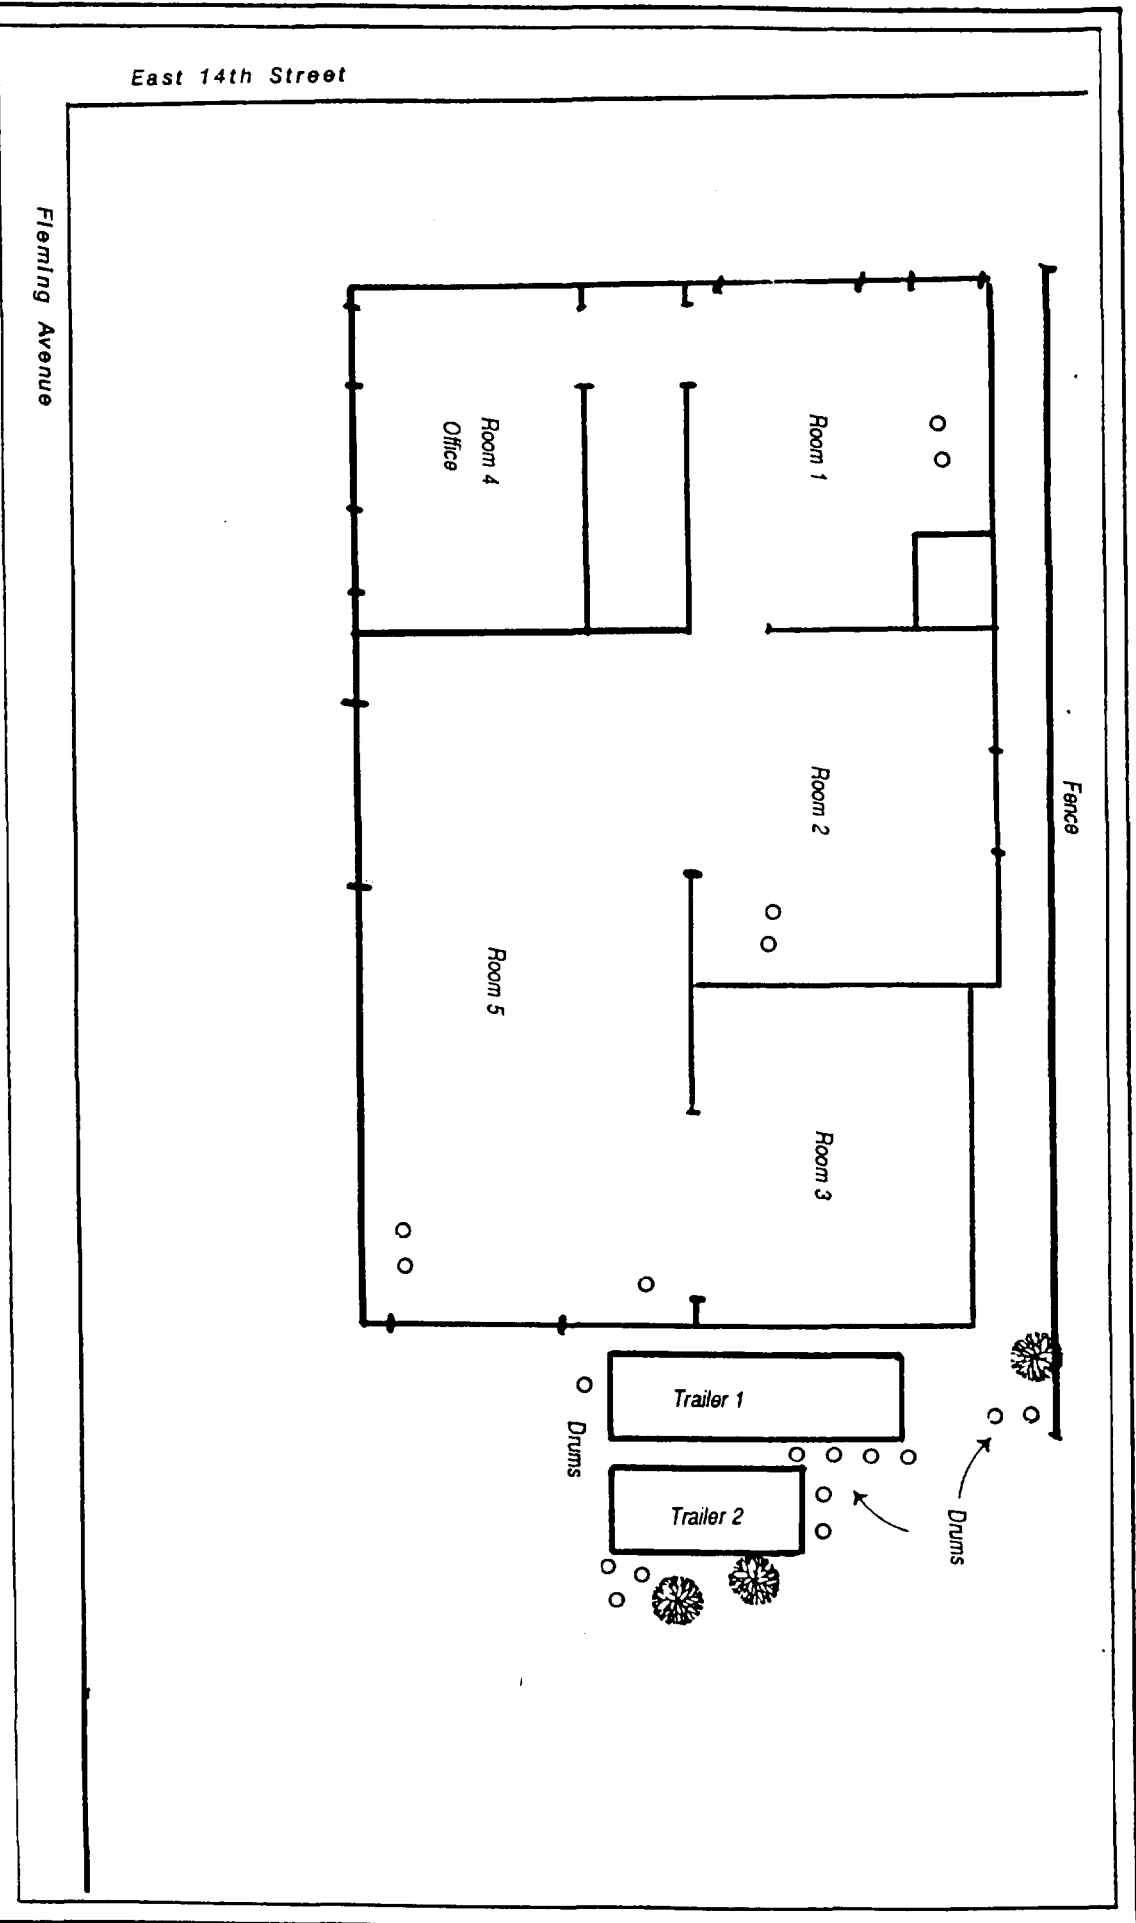 East 14th Street
Fleming Avenue
Room 4
Office
Room 1
Fence
Room 2
Room 5
Room 3
Trailer 1
Drums
Trailer 2
Drums